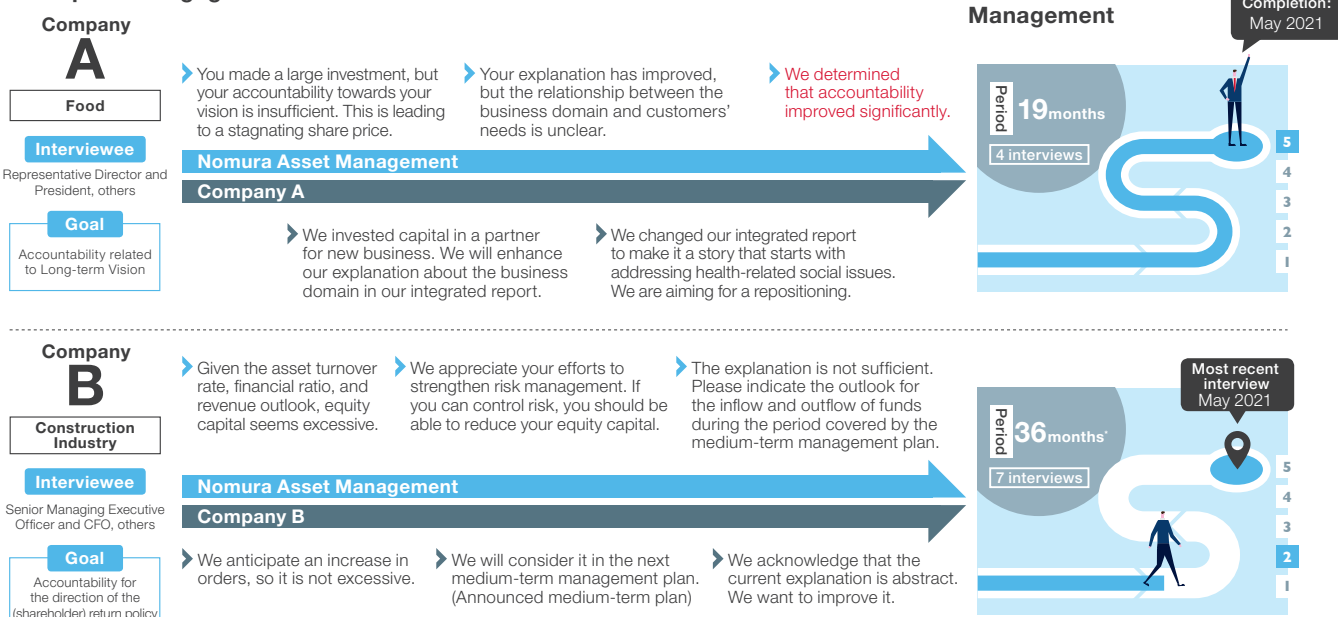 Management
Completion:
May 2021
Company
A
Food
Interviewee
Representative Director and
President, others
Goal
Accountability related
to Long-term Vision
You made a large investment, but
your accountability towards your
vision is insufficient. This is leading
to a stagnating share price.
Your explanation has improved,
but the relationship between the
business domain and customers’
needs is unclear.
We determined
that accountability
improved significantly.
Nomura Asset Management
Company A
We invested capital in a partner
for new business. We will enhance
our explanation about the business
domain in our integrated report.
We changed our integrated report
to make it a story that starts with
addressing health-related social issues.
We are aiming for a repositioning.
Period
19months
4 interviews
5
4
3
2
1
Company
B
Construction
Industry
Interviewee
Senior Managing Executive
Officer and CFO, others
Goal
Accountability for
the direction of the
(shareholder) return policy
Given the asset turnover
rate, financial ratio, and
revenue outlook, equity
capital seems excessive.
We appreciate your efforts to
strengthen risk management. If
you can control risk, you should be
able to reduce your equity capital.
The explanation is not sufficient.
Please indicate the outlook for
the inflow and outflow of funds
during the period covered by the
medium-term management plan.
Nomura Asset Management
Company B
We anticipate an increase in
orders, so it is not excessive.
We will consider it in the next
medium-term management plan.
(Announced medium-term plan)
We acknowledge that the
current explanation is abstract.
We want to improve it.
Most recent
interview
May 2021
Period
36months*
7 interviews
5
4
3
2
1